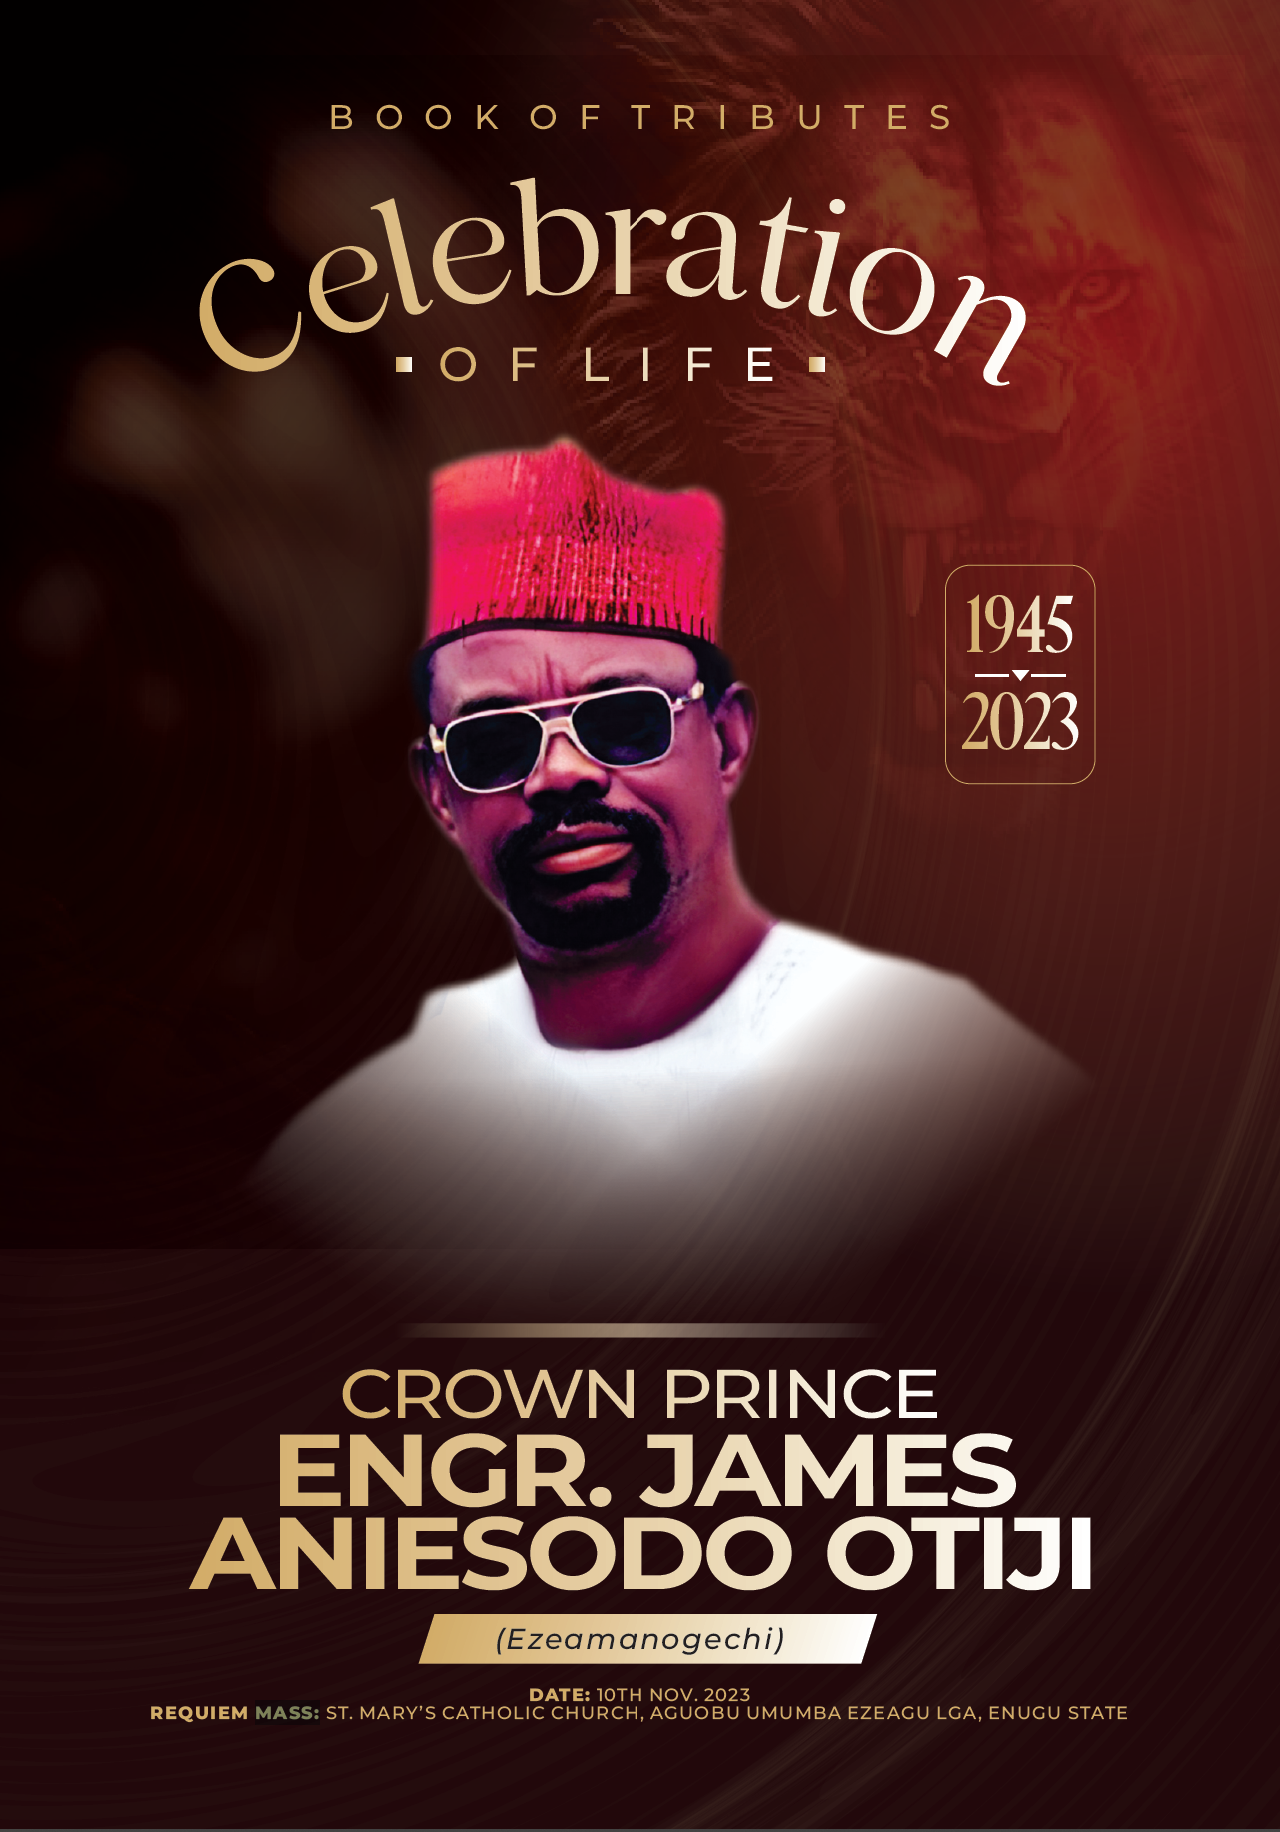 BOOK OF TRIBUTES
Celebration
OF LIFE
1945
2023
CROWN PRINCE
ENGR. JAMES
ANIESODO OTIJI
(Ezeamanogechi)
DATE: 10TH NOV. 2023
REQUIEM MASS: ST. MARY'S CATHOLIC CHURCH, AGUOBU UMUMBA EZEAGU LGA, ENUGU STATE